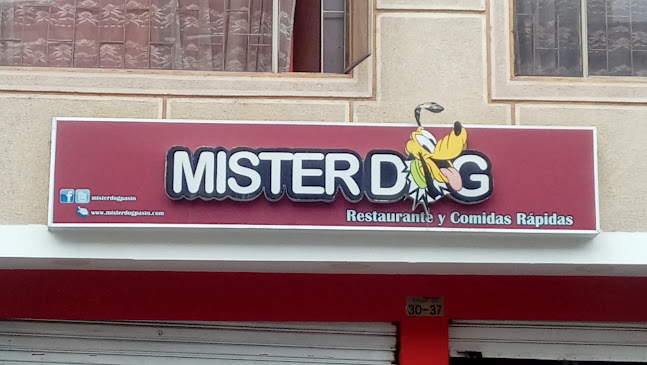 MISTER DOG
Restaurante y Comidas Rápidas
misterdogpasto
www.misterdogpasto.com
30-37